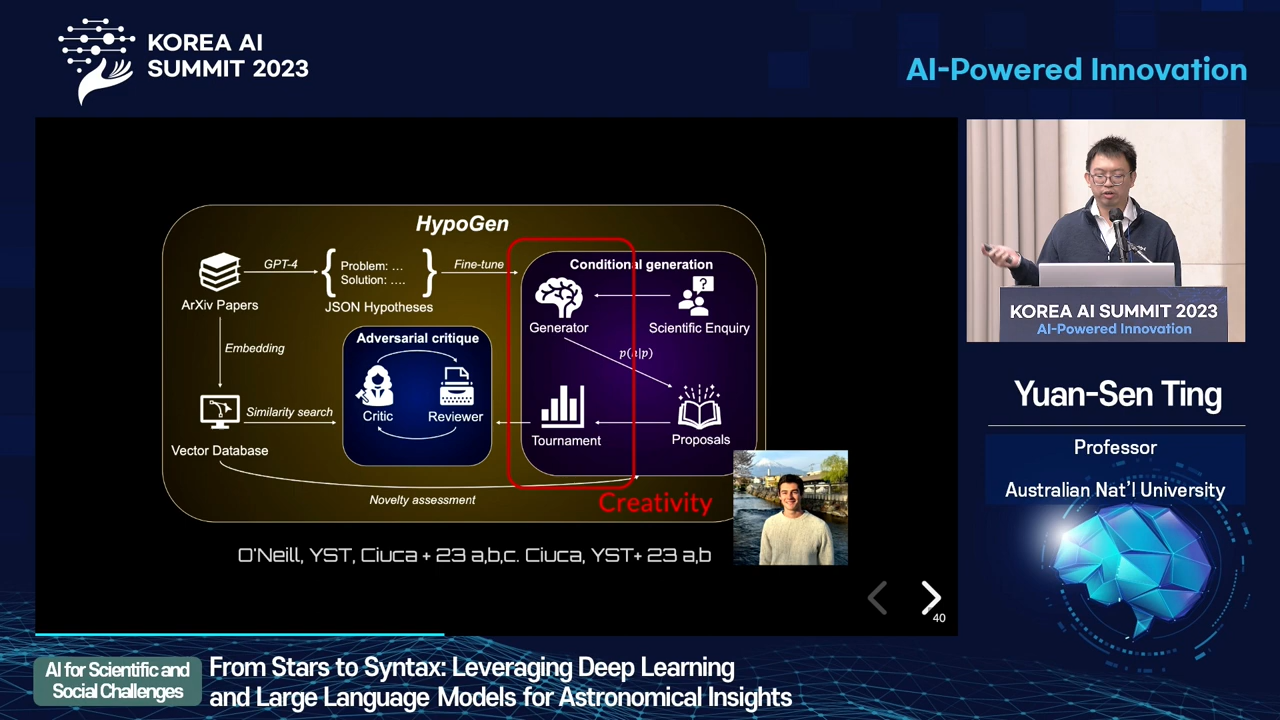 KOREA AI
SUMMIT 2023
AI-Powered Innovation
HypoGen
GPT-4
Problem: ...
Solution: ....
Fine-tune
ArXiv Papers
JSON Hypotheses
Conditional generation
Generator
Scientific Enquiry
Embedding
Adversarial critique
Critic
Reviewer
Similarity search
Vector Database
Tournament
Proposals
Novelty assessment
Creativity
O'Neill, YST, Ciuca + 23 a,b,c. Ciuca, YST+ 23 a,b
40
KOREA AI SUMMIT 2023
AI-Powered Innovation
Yuan-Sen Ting
Professor
Australian Nat'l University
AI for Scientific and
Social Challenges
From Stars to Syntax: Leveraging Deep Learning
and Large Language Models for Astronomical Insights